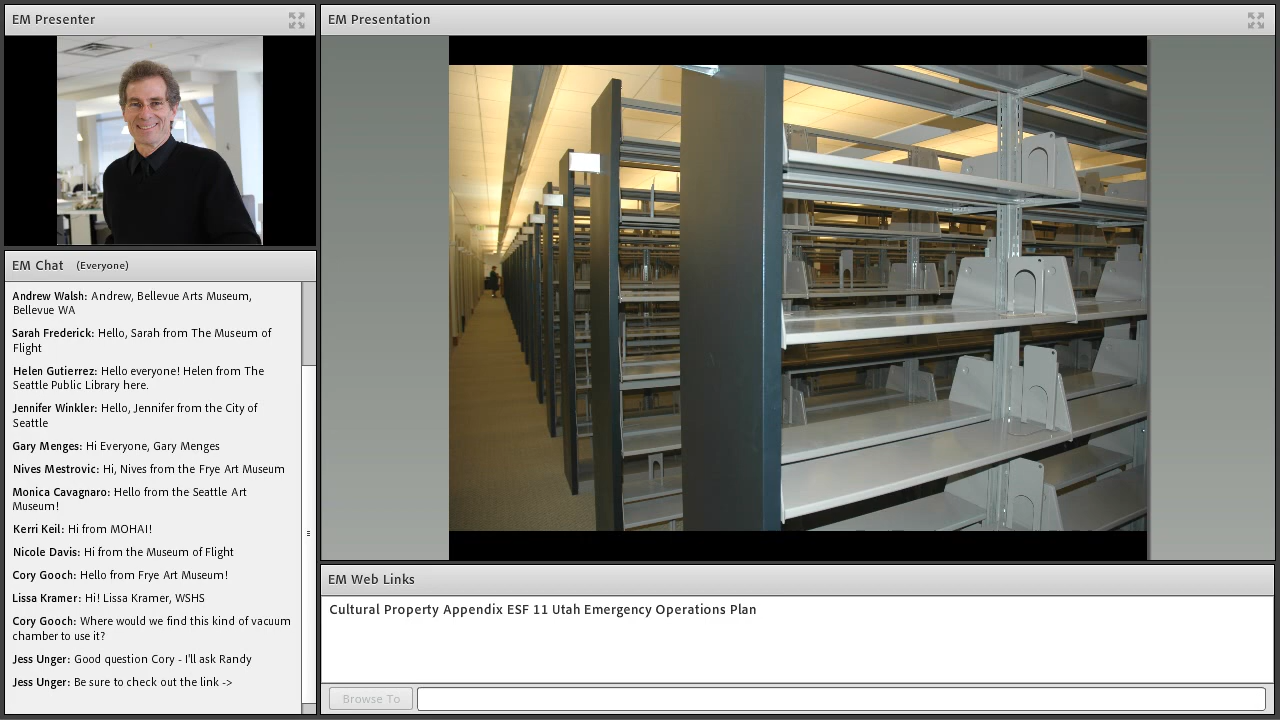 EM Presenter
EM Chat (Everyone)
Andrew Walsh: Andrew, Bellevue Arts Museum,
Bellevue WA
Sarah Frederick: Hello, Sarah from The Museum of
Flight
Helen Gutierrez: Hello everyone! Helen from The
Seattle Public Library here.
Jennifer Winkler: Hello, Jennifer from the City of
Seattle
Gary Menges: Hi Everyone, Gary Menges
Nives Mestrovic: Hi, Nives from the Frye Art Museum
Monica Cavagnaro: Hello from the Seattle Art
Museum!
Kerri Keil: Hi from MOHAI!
Nicole Davis: Hi from the Museum of Flight
Cory Gooch: Hello from Frye Art Museum!
Lissa Kramer: Hi! Lissa Kramer, WSHS
Cory Gooch: Where would we find this kind of vacuum
chamber to use it?
Jess Unger: Good question Cory - I'll ask Randy
Jess Unger: Be sure to check out the link ->
EM Presentation
EM Web Links
Cultural Property Appendix ESF 11 Utah Emergency Operations Plan
Browse To